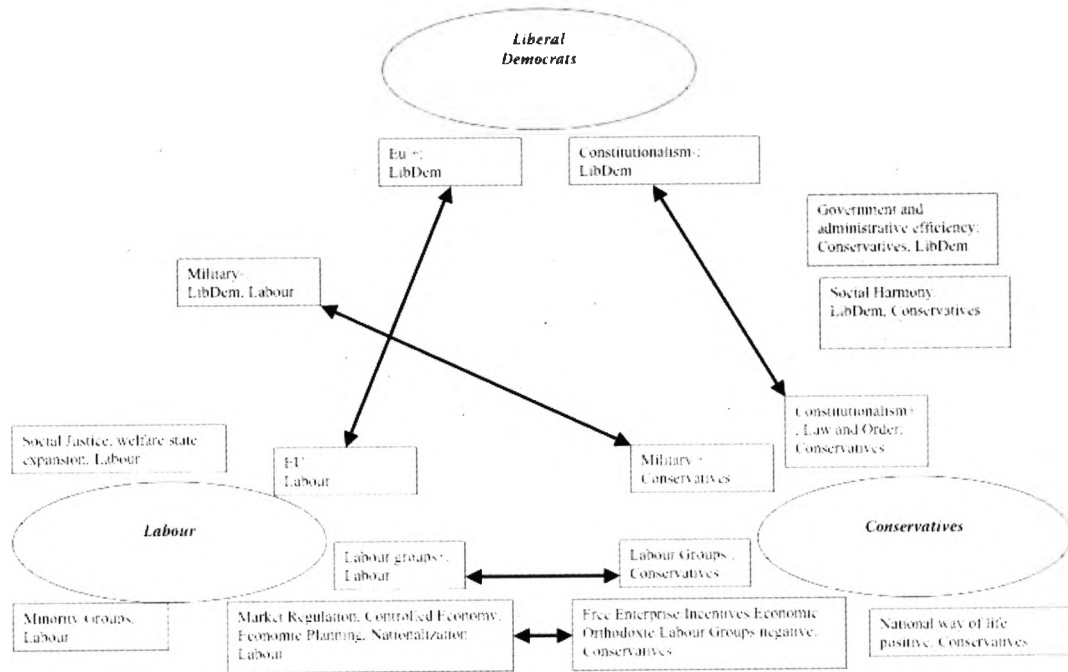 Liberal
Democrats
Eu +;
LibDem
Constitutionalism-;
LibDem
Government and
administrative efficiency;
Conservatives, LibDem
Military-
LibDem, Labour
Social Harmony
LibDem, Conservatives
Constitutionalism+
, Law and Order;
Conservatives
Social Justice, welfare state
expansion, Labour
Labour
Military +
Conservatives
Labour
Conservatives
Labour groups+,
Labour
Labour Groups
Conservatives
Minority Groups,
Labour
Market Regulation, Controlled Economy,
Economic Planning, Nationalization
Labour
Free Enterprise Incentives Economic
Orthodoxie Labour Groups negative,
Conservatives
National way of life
positive, Conservatives